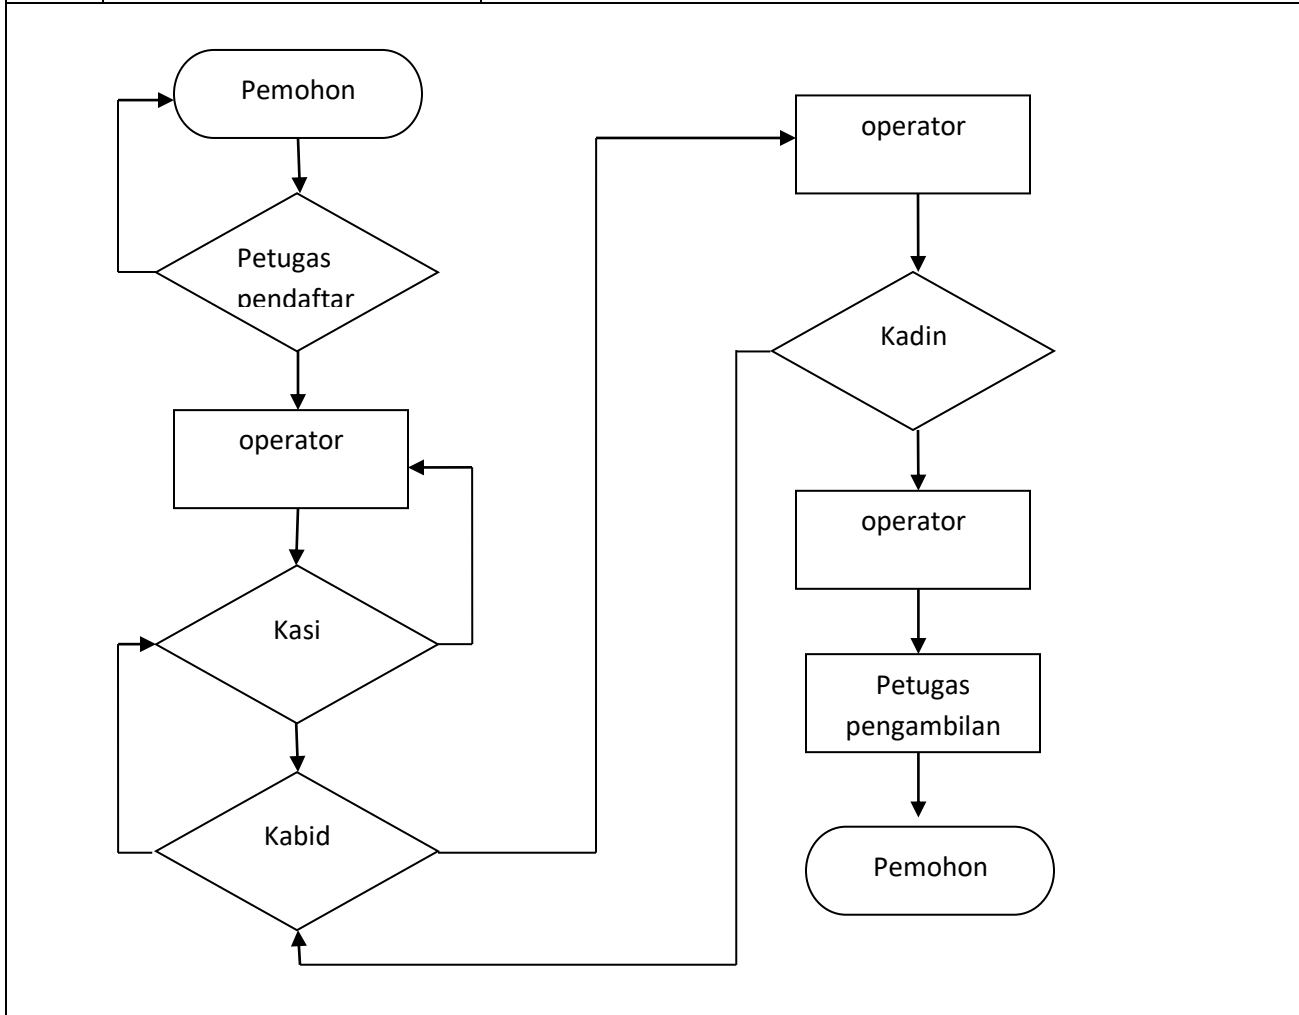 Pemohon
Petugas
pendaftar
operator
Kasi
Kabid
operator
Kadin
operator
Petugas
pengambilan
Pemohon